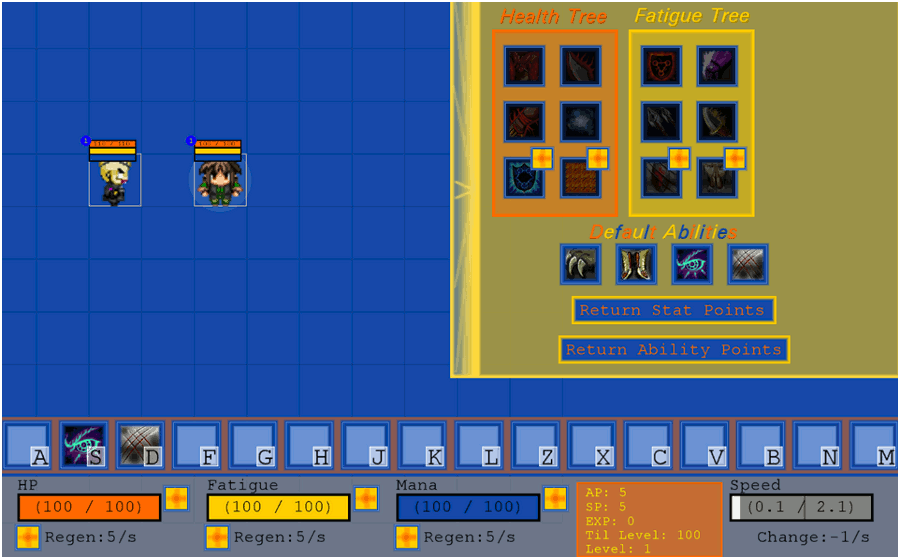 Health Tree
Fatigue Tree
Default Abilities
Return Stat Points
Return Ability Points
A
S
D
F
G
H
J
K
L
Z
X
C
V
B
N
M
HP
(100 / 100)
Regen:5/s
Fatigue
(100 / 100)
Regen:5/s
Mana
(100 / 100)
Regen:5/s
AP: 5
SP: 5
EXP: 0
Til Level: 100
Level: 1
Speed
(0.1 / 2.1)
Change:-1/s